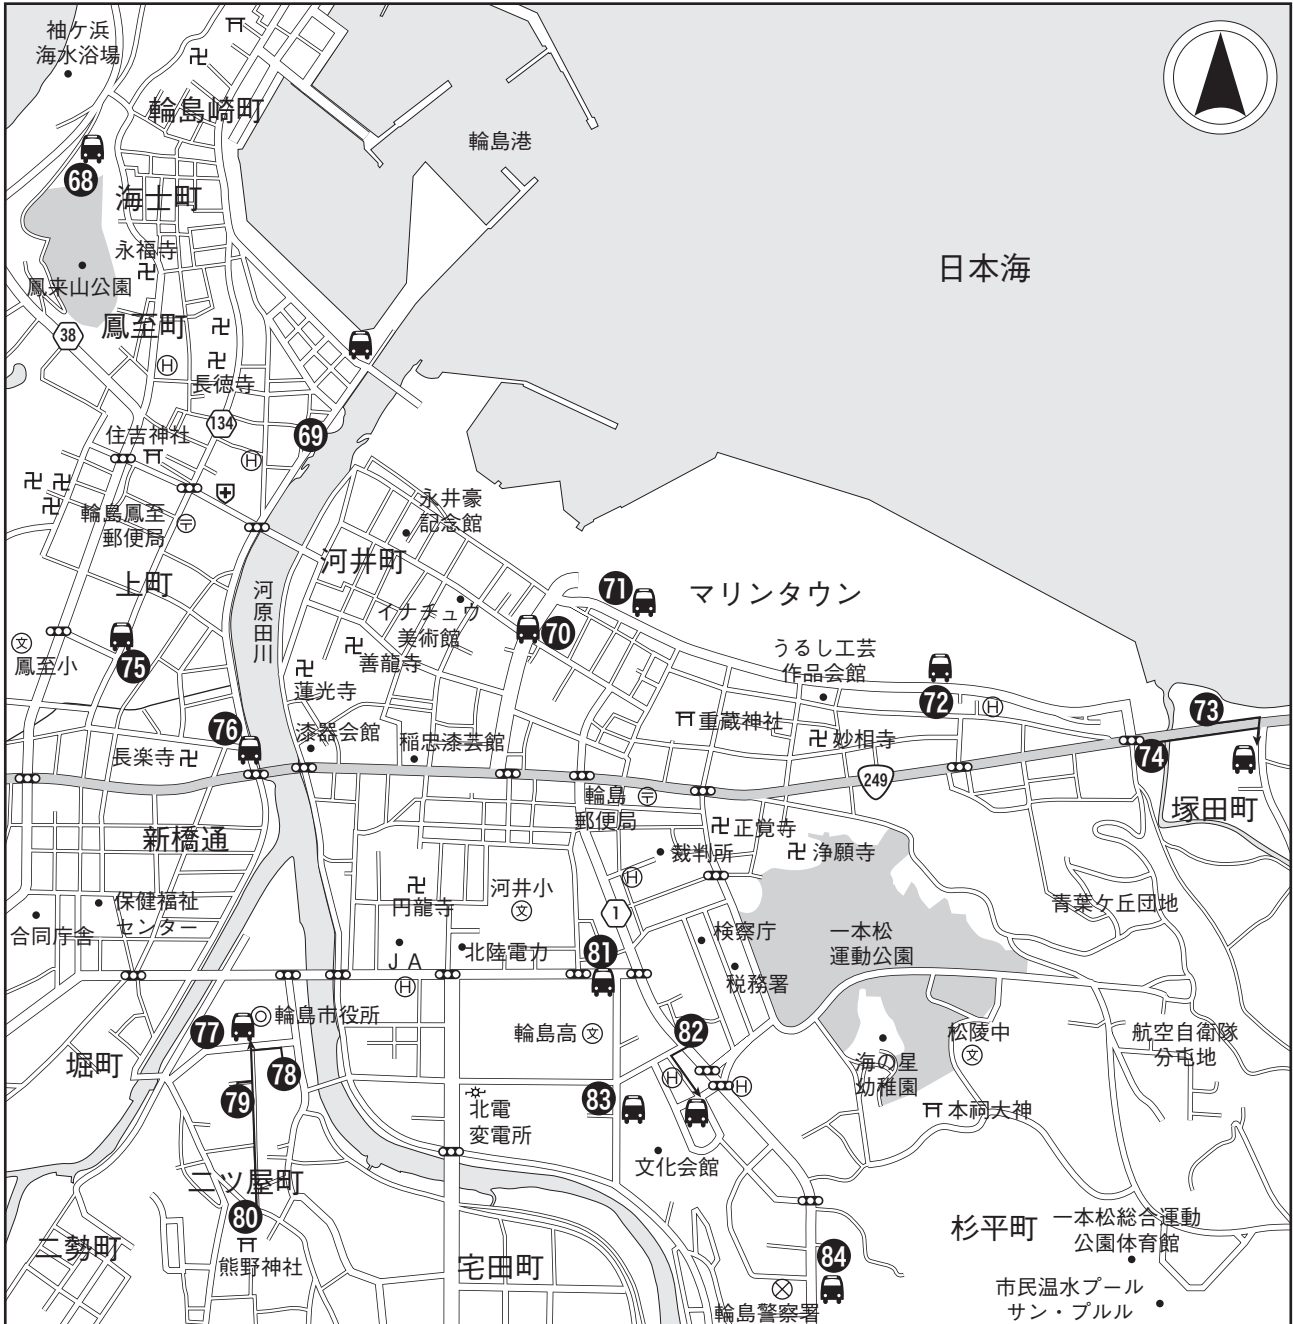 袖ケ浜
海水浴場
輪島崎町
輪島港
68
海士町
日本海
永福寺
鳳来山公園
鳳至町
38
H
長徳寺
134
69
住吉神社
H
永井豪
記念館
輪島鳳至
郵便局
河井町
上町
河原田川
71
マリンタウン
イナチュウ
美術館
70
文
鳳至小
75
善龍寺
蓮光寺
うるし工芸
作品会館
72
H
73
重蔵神社
76
漆器会館
稲忠漆芸館
妙相寺
長楽寺
74
249
輪島
郵便局
塚田町
新橋通
正覚寺
裁判所
浄願寺
H
保健福祉
センター
合同庁舎
円龍寺
河井小
文
1
青葉ケ丘団地
検察庁
一本松
運動公園
JA
H
北陸電力
81
税務署
77
輪島市役所
輪島高
文
82
松陵中
文
航空自衛隊
分屯地
堀町
78
79
海の星
幼稚園
H
H
83
北電
変電所
本祠大神
文化会館
二ツ屋町
80
熊野神社
二勢町
宅田町
杉平町
一本松総合運動
公園体育館
84
輪島警察署
市民温水プール
サン・プルル